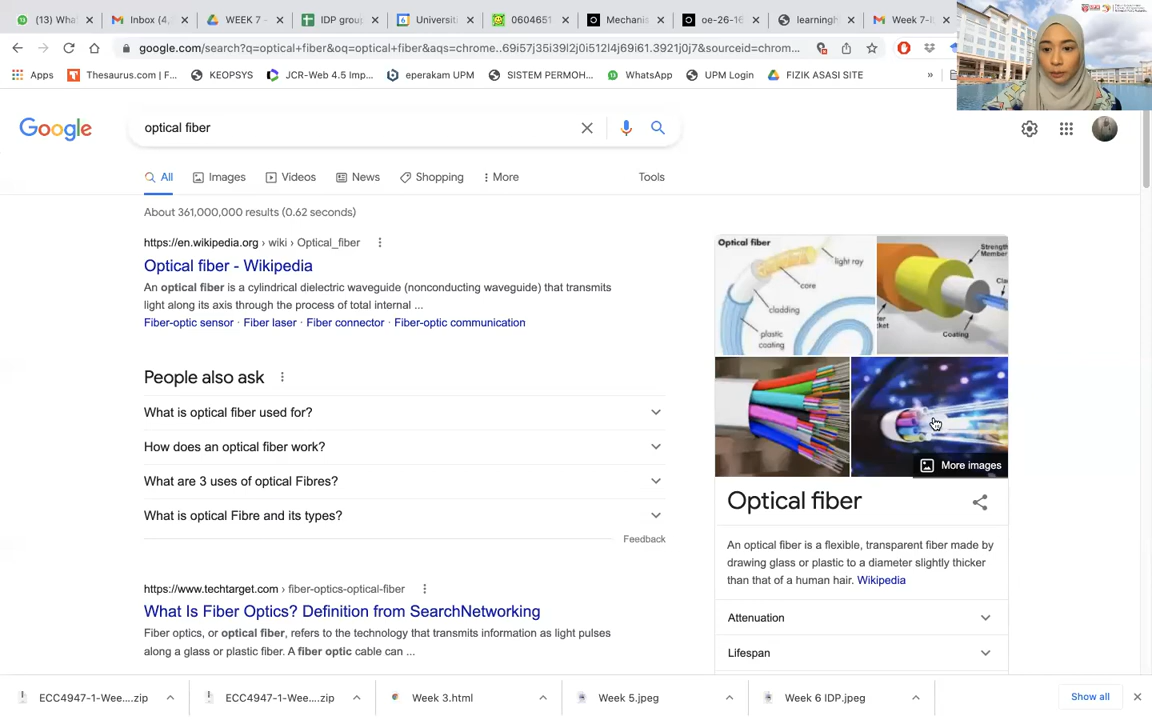 (13) Wha
Inbox (4,
WEEK 7 -
IDP group
Universiti
0604651
Mechanis
oe-26-16
learningh
Week 7-I
google.com/search?q=optical+fiber&oq=optical+fiber&aqs=chrome..69i57j35i39l2j0i512l4j69i61.3921j0j7&sourceid=chrom...
Apps
Thesaurus.com | F...
KEOPSYS
JCR-Web 4.5 Imp...
eperakam UPM
SISTEM PERMOH...
WhatsApp
UPM Login
FIZIK ASASI SITE
»
Google
optical fiber
All
Images
Videos
News
Shopping
More
Tools
About 361,000,000 results (0.62 seconds)
https://en.wikipedia.org › wiki › Optical_fiber
Optical fiber - Wikipedia
An optical fiber is a cylindrical dielectric waveguide (nonconducting waveguide) that transmits
light along its axis through the process of total internal ...
Fiber-optic sensor · Fiber laser · Fiber connector · Fiber-optic communication
People also ask
What is optical fiber used for?
How does an optical fiber work?
What are 3 uses of optical Fibres?
What is optical Fibre and its types?
Feedback
https://www.techtarget.com › fiber-optics-optical-fiber
What Is Fiber Optics? Definition from SearchNetworking
Fiber optics, or optical fiber, refers to the technology that transmits information as light pulses
along a glass or plastic fiber. A fiber optic cable can ...
Optical fiber
light ray
core
cladding
plastic
coating
Strength
Member
Cla
ter
cket
Coating
More images
Optical fiber
An optical fiber is a flexible, transparent fiber made by
drawing glass or plastic to a diameter slightly thicker
than that of a human hair. Wikipedia
Attenuation
Lifespan
ECC4947-1-Wee....zip
ECC4947-1-Wee....zip
Week 3.html
Week 5.jpeg
Week 6 IDP.jpeg
Show all